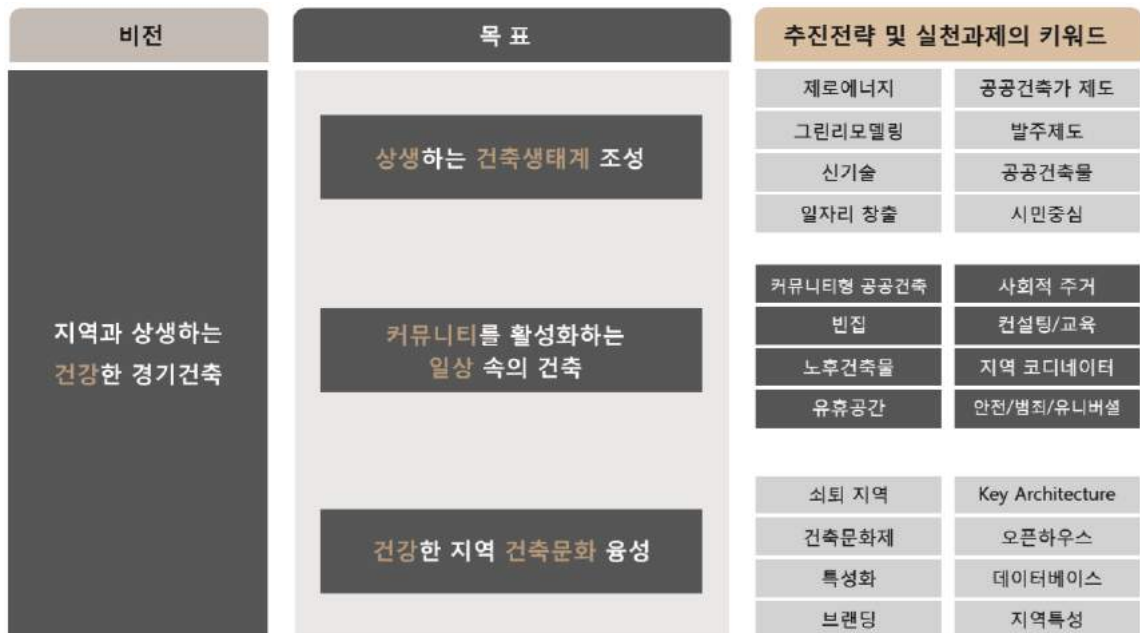 비전
목 표
추진전략 및 실천과제의 키워드
지역과 상생하는
건강한 경기건축
상생하는 건축생태계 조성
제로에너지
공공건축가 제도
그린리모델링
발주제도
신기술
공공건축물
일자리 창출
시민중심
커뮤니티를 활성화하는
일상 속의 건축
커뮤니티형 공공건축
사회적 주거
빈집
컨설팅/교육
노후건축물
지역 코디네이터
유휴공간
안전/범죄/유니버셜
건강한 지역 건축문화 융성
쇠퇴 지역
Key Architecture
건축문화제
오픈하우스
특성화
데이터베이스
브랜딩
지역특성